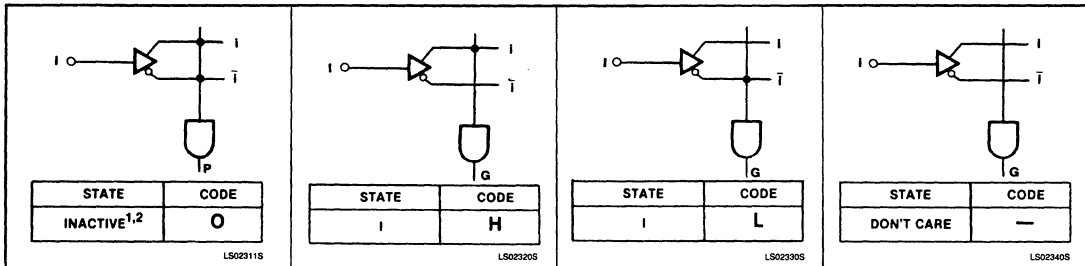 I
I
Ī
P
STATE CODE
INACTIVE1,2 O
LS02311S
I
I
Ī
G
STATE CODE
I H
LS02320S
I
I
Ī
G
STATE CODE
I L
LS02330S
I
I
Ī
G
STATE CODE
DON'T CARE —
LS02340S